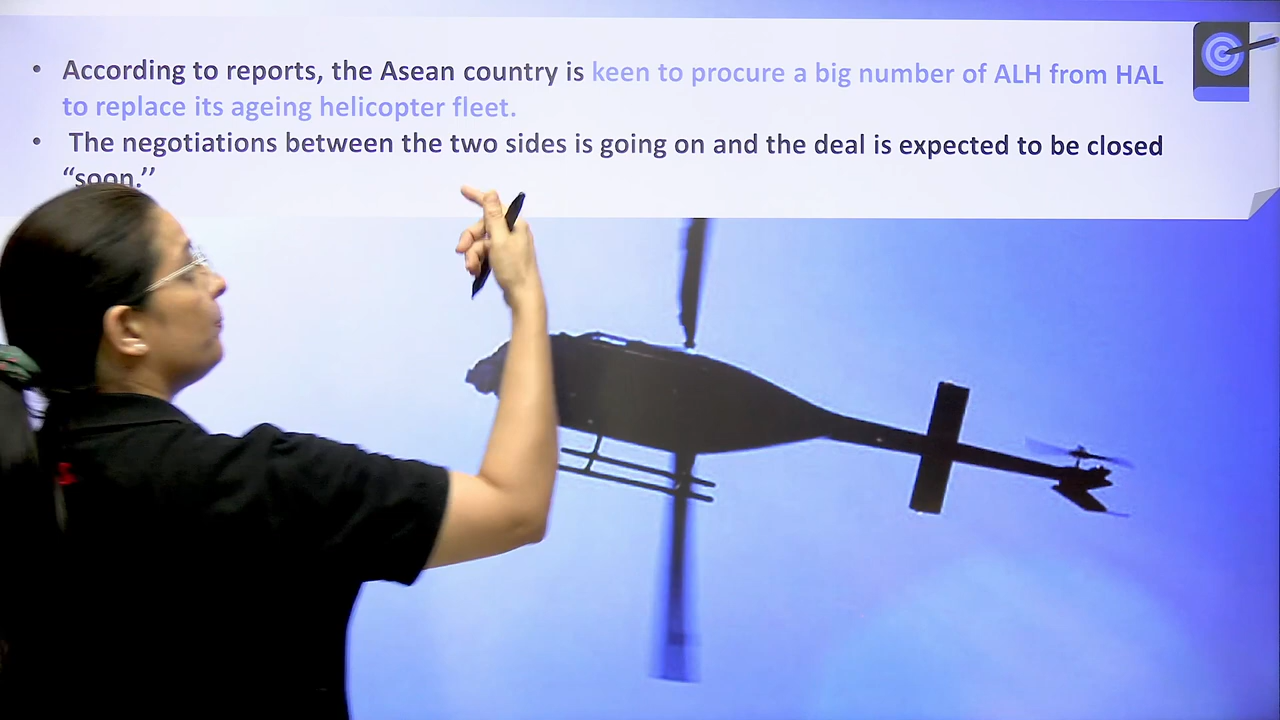 • According to reports, the Asean country is keen to procure a big number of ALH from HAL
to replace its ageing helicopter fleet.
• The negotiations between the two sides is going on and the deal is expected to be closed
“soon.’’